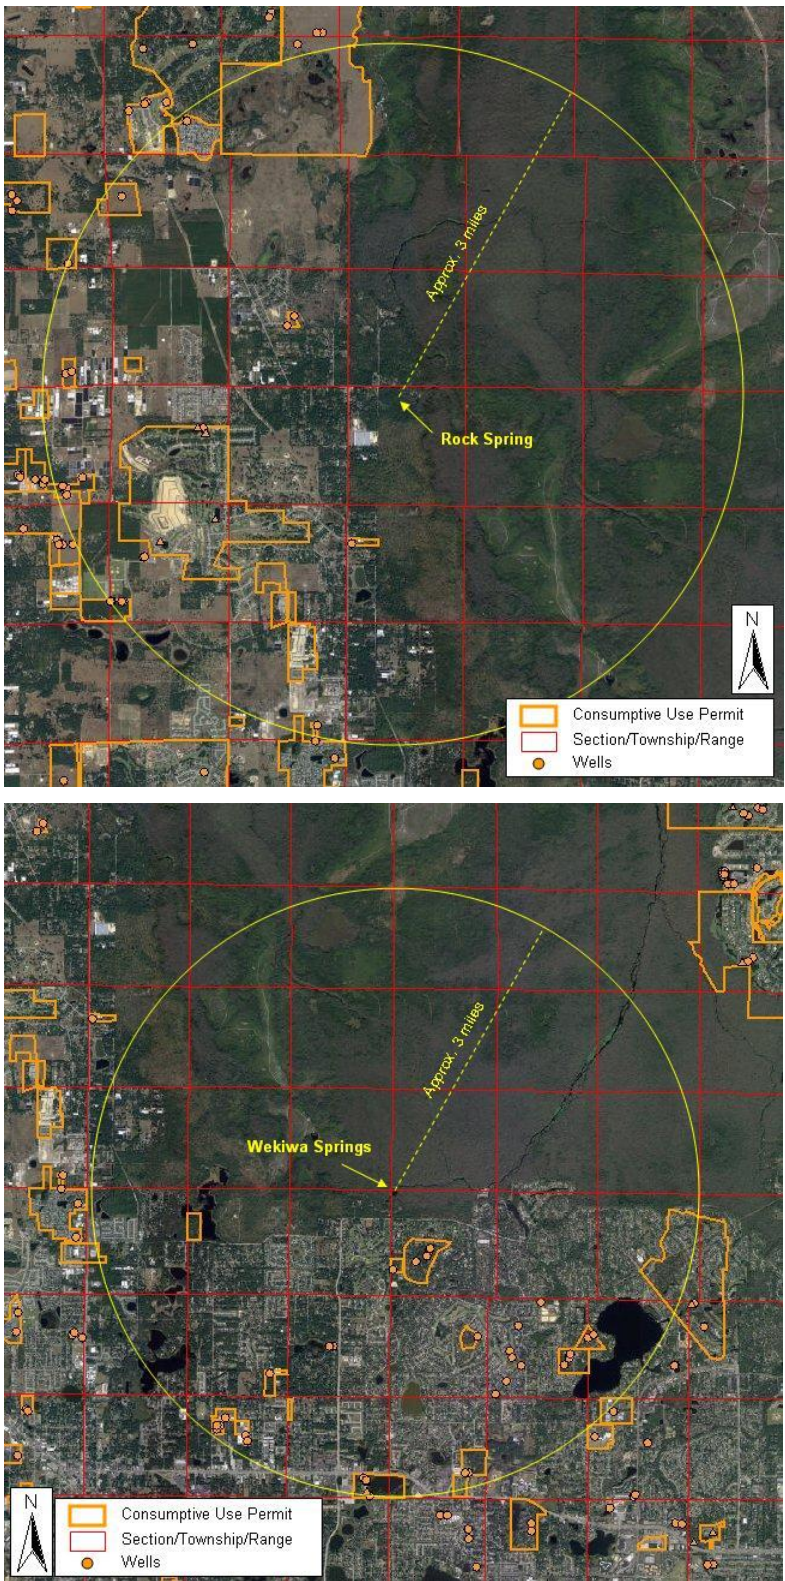 Approx. 3 miles
Rock Spring
N
Consumptive Use Permit
Section/Township/Range
Wells
Approx. 3 miles
Wekiwa Springs
N
Consumptive Use Permit
Section/Township/Range
Wells